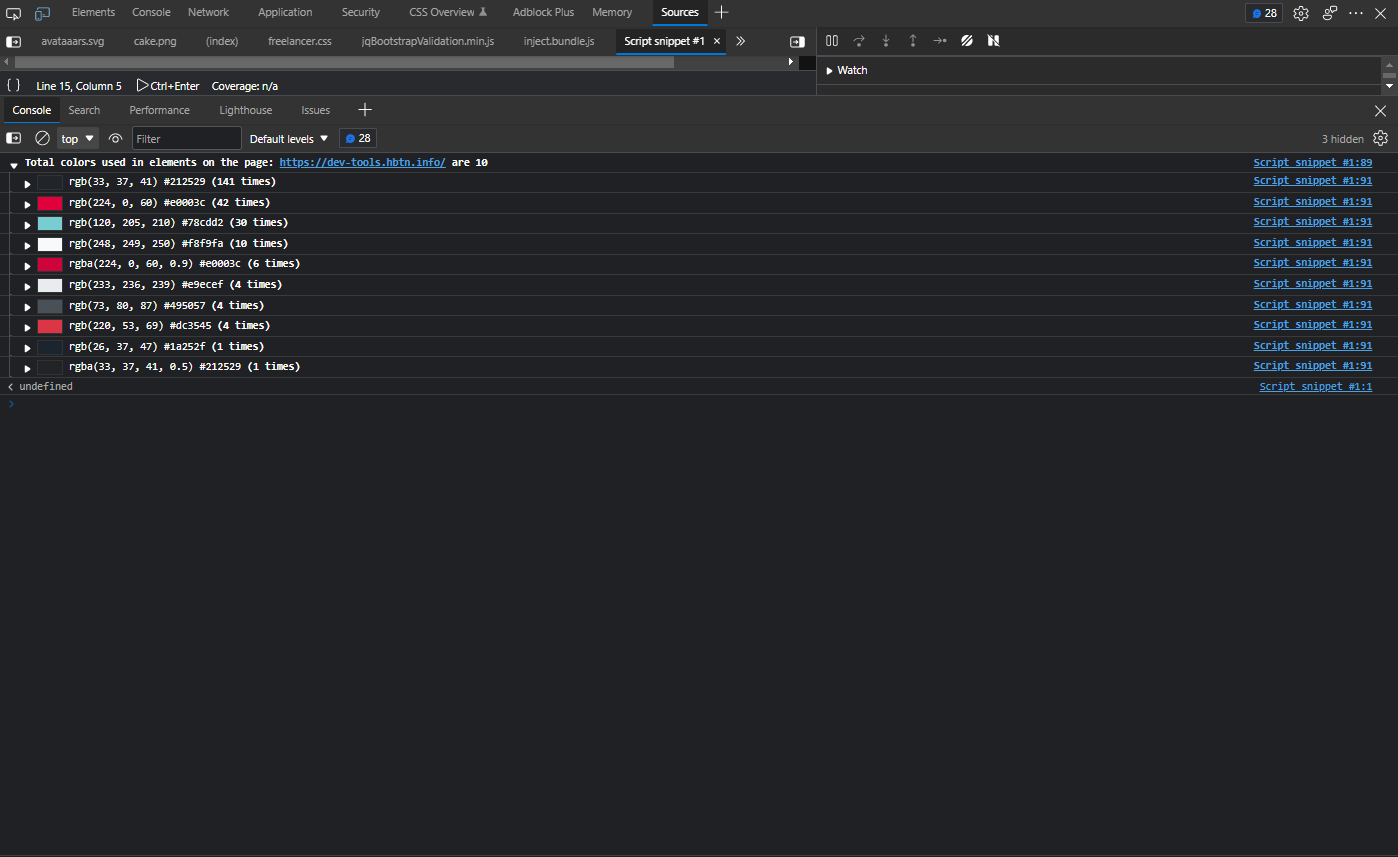 Elements Console Network Application Security CSS Overview Adblock Plus Memory Sources 28
avataaars.svg cake.png (index) freelancer.css jqBootstrapValidation.min.js inject.bundle.js Script snippet #1
Watch
{ } Line 15, Column 5 Ctrl+Enter Coverage: n/a
Console Search Performance Lighthouse Issues
top Filter Default levels 28 3 hidden
Total colors used in elements on the page: https://dev-tools.hbtn.info/ are 10 Script snippet #1:89
rgb(33, 37, 41) #212529 (141 times) Script snippet #1:91
rgb(224, 0, 60) #e0003c (42 times) Script snippet #1:91
rgb(120, 205, 210) #78cdd2 (30 times) Script snippet #1:91
rgb(248, 249, 250) #f8f9fa (10 times) Script snippet #1:91
rgba(224, 0, 60, 0.9) #e0003c (6 times) Script snippet #1:91
rgb(233, 236, 239) #e9ecef (4 times) Script snippet #1:91
rgb(73, 80, 87) #495057 (4 times) Script snippet #1:91
rgb(220, 53, 69) #dc3545 (4 times) Script snippet #1:91
rgb(26, 37, 47) #1a252f (1 times) Script snippet #1:91
rgba(33, 37, 41, 0.5) #212529 (1 times) Script snippet #1:91
undefined Script snippet #1:1